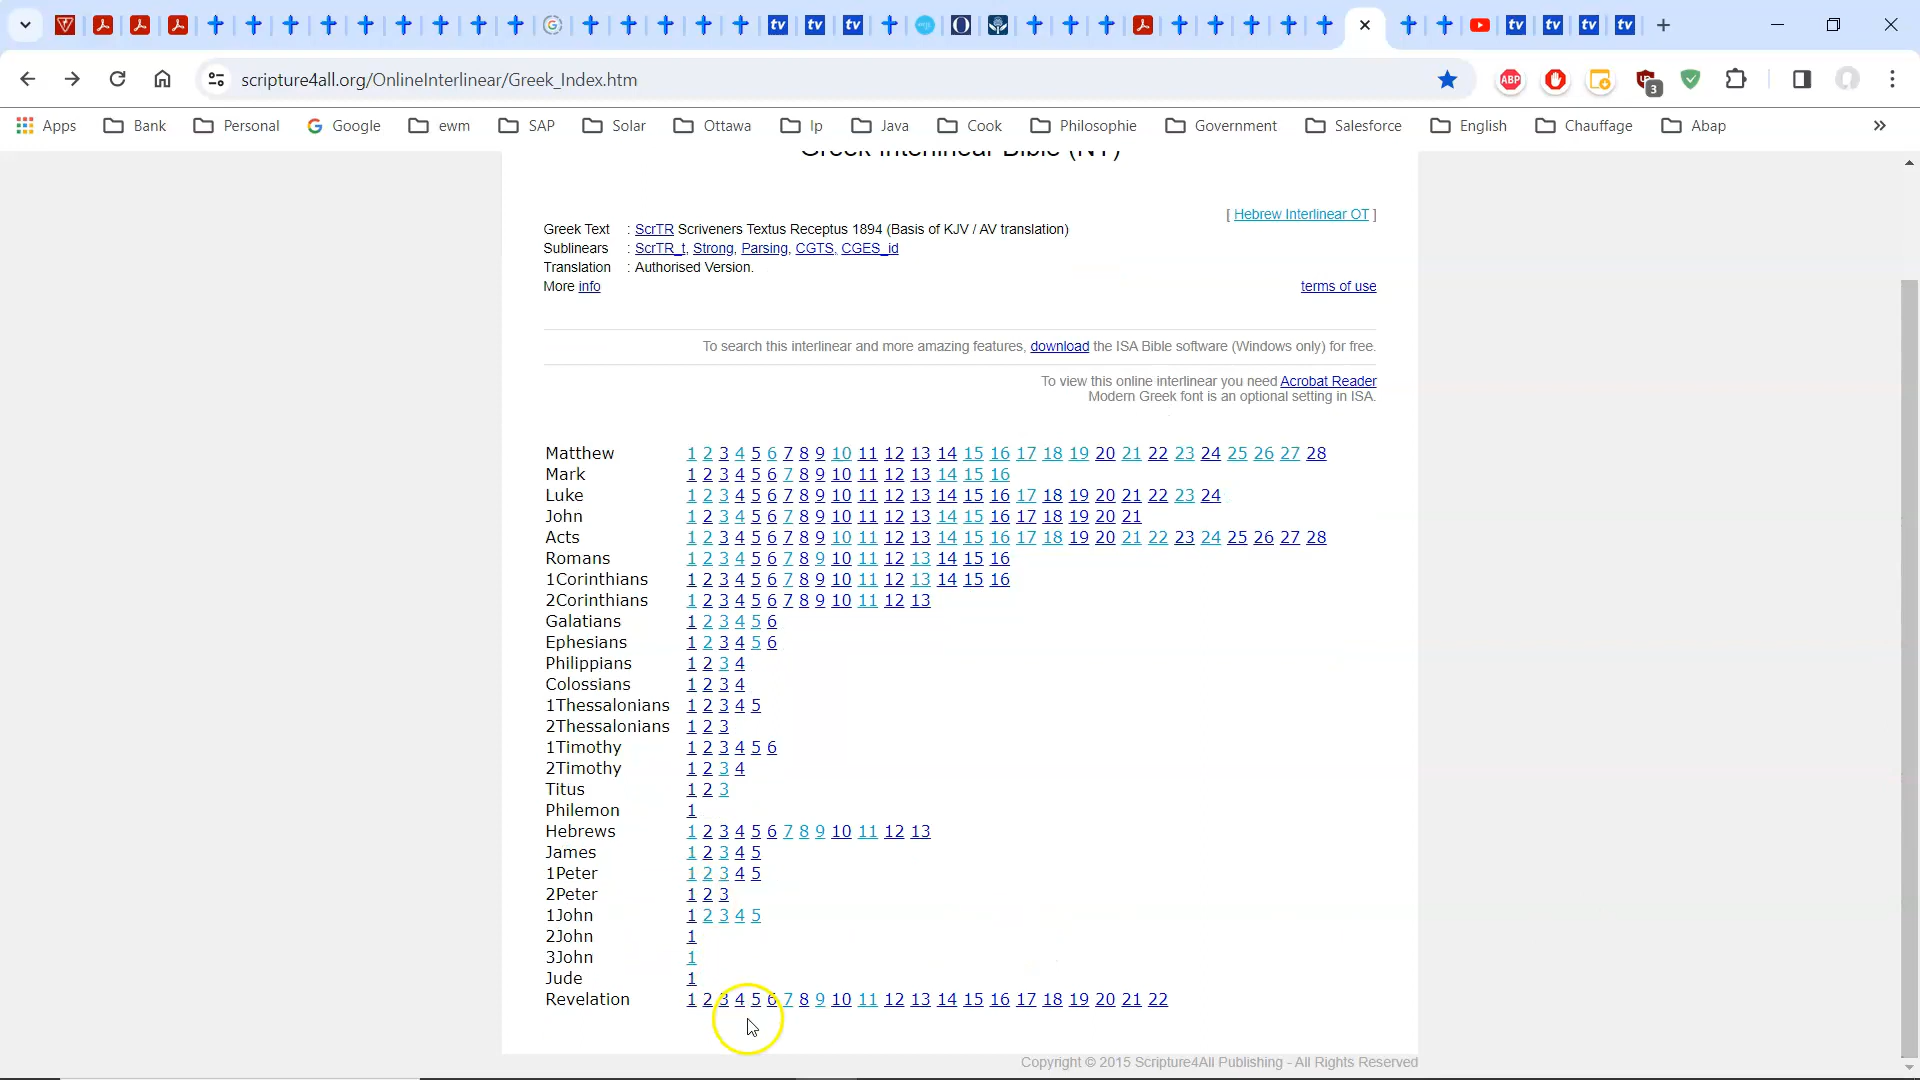 scripture4all.org/OnlineInterlinear/Greek_Index.htm
ABP
3
Apps Bank Personal Google ewm SAP Solar Ottawa Ip Java Cook Philosophie Government Salesforce English Chauffage Abap »
Greek Interlinear Bible (NT)
[ Hebrew Interlinear OT ]
Greek Text : ScrTR Scriveners Textus Receptus 1894 (Basis of KJV / AV translation)
Sublinears : ScrTR_t, Strong, Parsing, CGTS, CGES_id
Translation : Authorised Version.
More info terms of use
To search this interlinear and more amazing features, download the ISA Bible software (Windows only) for free.
To view this online interlinear you need Acrobat Reader
Modern Greek font is an optional setting in ISA.
Matthew 1 2 3 4 5 6 7 8 9 10 11 12 13 14 15 16 17 18 19 20 21 22 23 24 25 26 27 28
Mark 1 2 3 4 5 6 7 8 9 10 11 12 13 14 15 16
Luke 1 2 3 4 5 6 7 8 9 10 11 12 13 14 15 16 17 18 19 20 21 22 23 24
John 1 2 3 4 5 6 7 8 9 10 11 12 13 14 15 16 17 18 19 20 21
Acts 1 2 3 4 5 6 7 8 9 10 11 12 13 14 15 16 17 18 19 20 21 22 23 24 25 26 27 28
Romans 1 2 3 4 5 6 7 8 9 10 11 12 13 14 15 16
1Corinthians 1 2 3 4 5 6 7 8 9 10 11 12 13 14 15 16
2Corinthians 1 2 3 4 5 6 7 8 9 10 11 12 13
Galatians 1 2 3 4 5 6
Ephesians 1 2 3 4 5 6
Philippians 1 2 3 4
Colossians 1 2 3 4
1Thessalonians 1 2 3 4 5
2Thessalonians 1 2 3
1Timothy 1 2 3 4 5 6
2Timothy 1 2 3 4
Titus 1 2 3
Philemon 1
Hebrews 1 2 3 4 5 6 7 8 9 10 11 12 13
James 1 2 3 4 5
1Peter 1 2 3 4 5
2Peter 1 2 3
1John 1 2 3 4 5
2John 1
3John 1
Jude 1
Revelation 1 2 3 4 5 6 7 8 9 10 11 12 13 14 15 16 17 18 19 20 21 22
Copyright © 2015 Scripture4All Publishing - All Rights Reserved